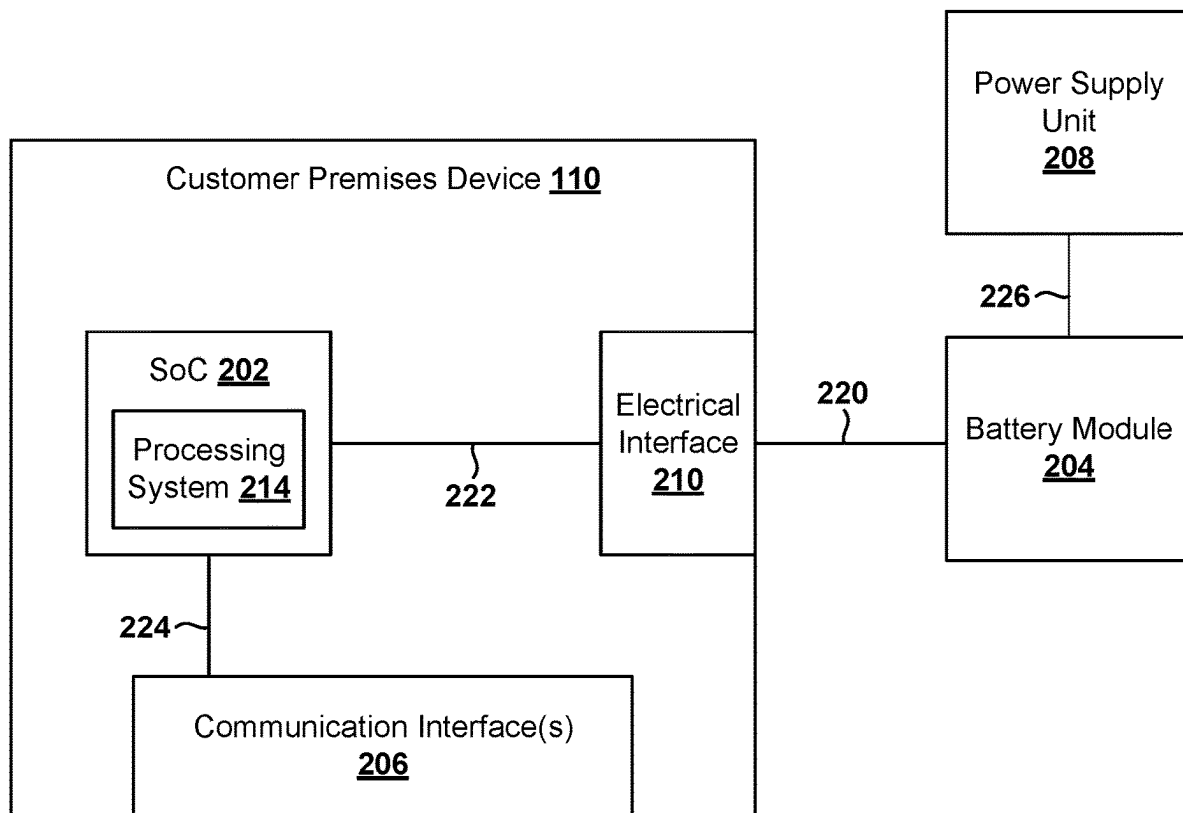 Power Supply
Unit
208
Customer Premises Device 110
226
SoC 202
Processing
System 214
222
Electrical
Interface
210
220
Battery Module
204
224
Communication Interface(s)
206